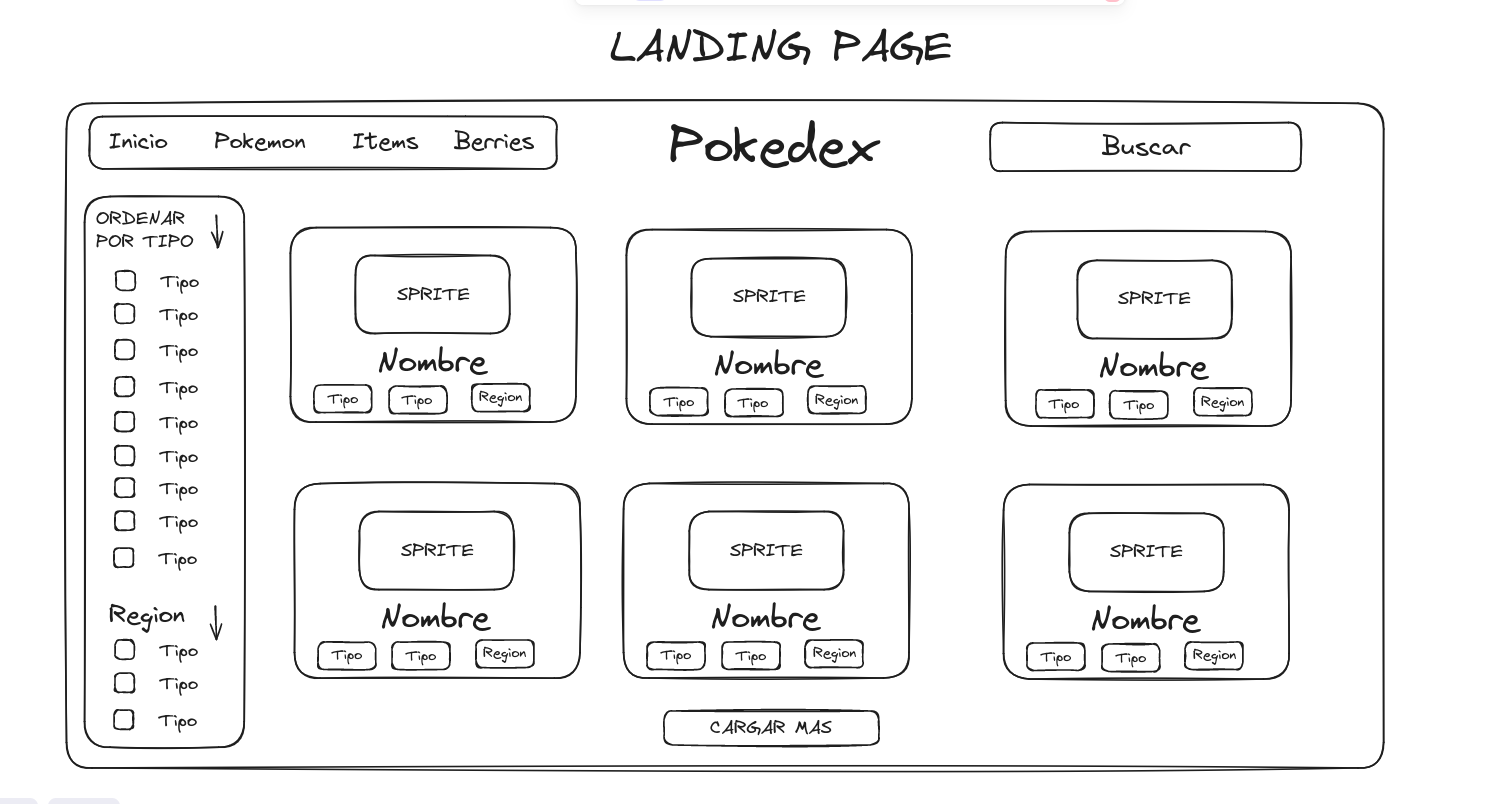 LANDING PAGE
Inicio Pokemon Items Berries
Pokedex
Buscar
ORDENAR
POR TIPO
Tipo
Tipo
Tipo
Tipo
Tipo
Tipo
Tipo
Tipo
Tipo
Region
Tipo
Tipo
Tipo
SPRITE
Nombre
Tipo Tipo Region
SPRITE
Nombre
Tipo Tipo Region
SPRITE
Nombre
Tipo Tipo Region
SPRITE
Nombre
Tipo Tipo Region
SPRITE
Nombre
Tipo Tipo Region
SPRITE
Nombre
Tipo Tipo Region
CARGAR MAS